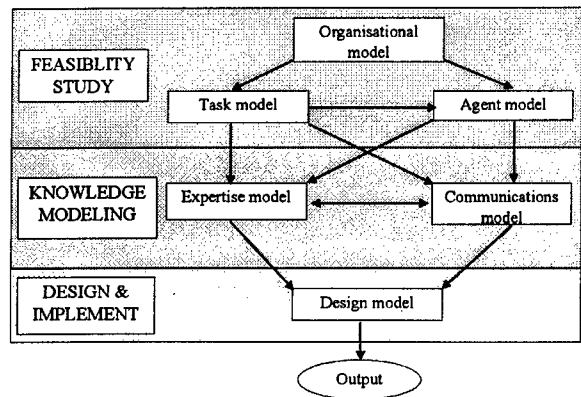 Organisational
model
FEASIBLITY
STUDY
Task model
Agent model
KNOWLEDGE
MODELING
Expertise model
Communications
model
DESIGN &
IMPLEMENT
Design model
Output